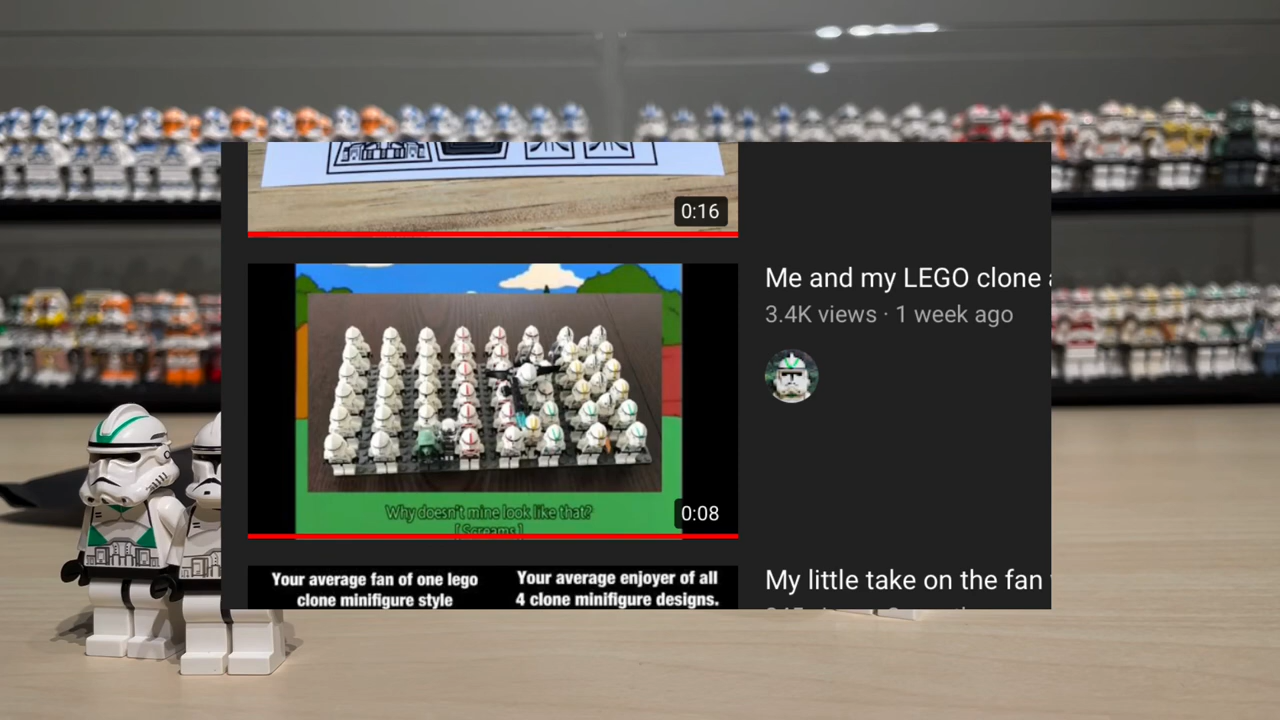 0:16
Me and my LEGO clone
3.4K views · 1 week ago
Why doesn't mine look like that?
[Screams]
0:08
Your average fan of one lego
clone minifigure style
Your average enjoyer of all
4 clone minifigure designs.
My little take on the fan